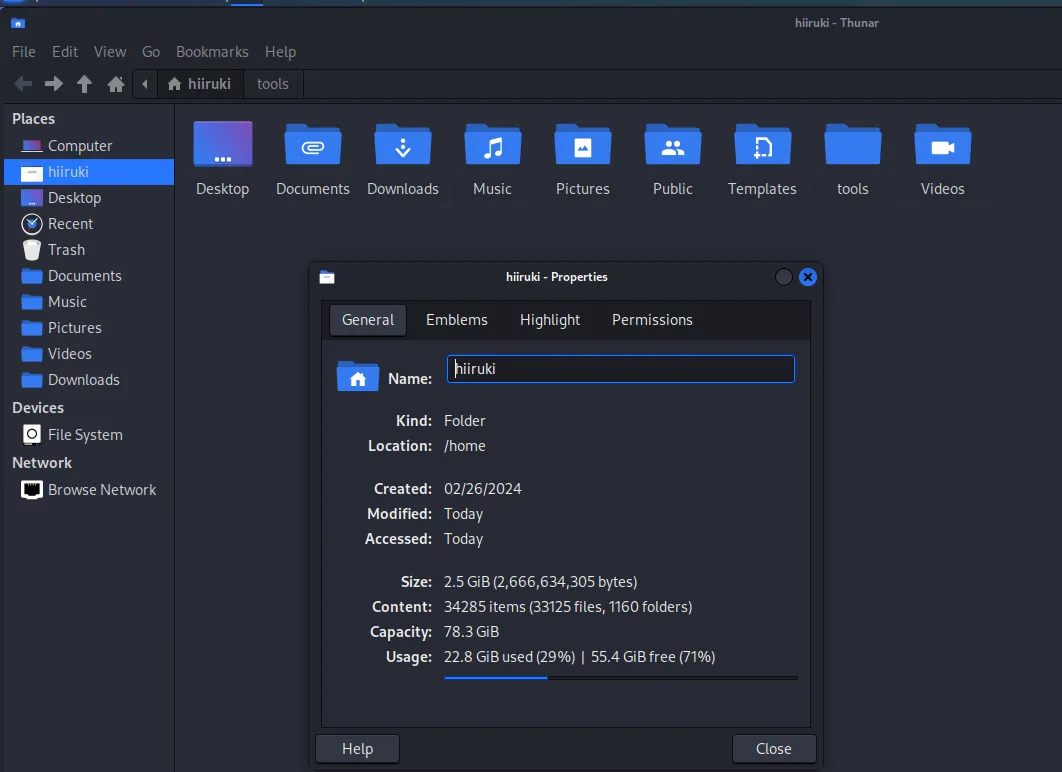 hiiruki - Thunar
File Edit View Go Bookmarks Help
hiiruki tools
Places
Computer
hiiruki
Desktop
Recent
Trash
Documents
Music
Pictures
Videos
Downloads
Devices
File System
Network
Browse Network
Desktop Documents Downloads Music Pictures Public Templates tools Videos
hiiruki - Properties
General Emblems Highlight Permissions
Name: hiiruki
Kind: Folder
Location: /home
Created: 02/26/2024
Modified: Today
Accessed: Today
Size: 2.5 GiB (2,666,634,305 bytes)
Content: 34285 items (33125 files, 1160 folders)
Capacity: 78.3 GiB
Usage: 22.8 GiB used (29%) | 55.4 GiB free (71%)
Help Close